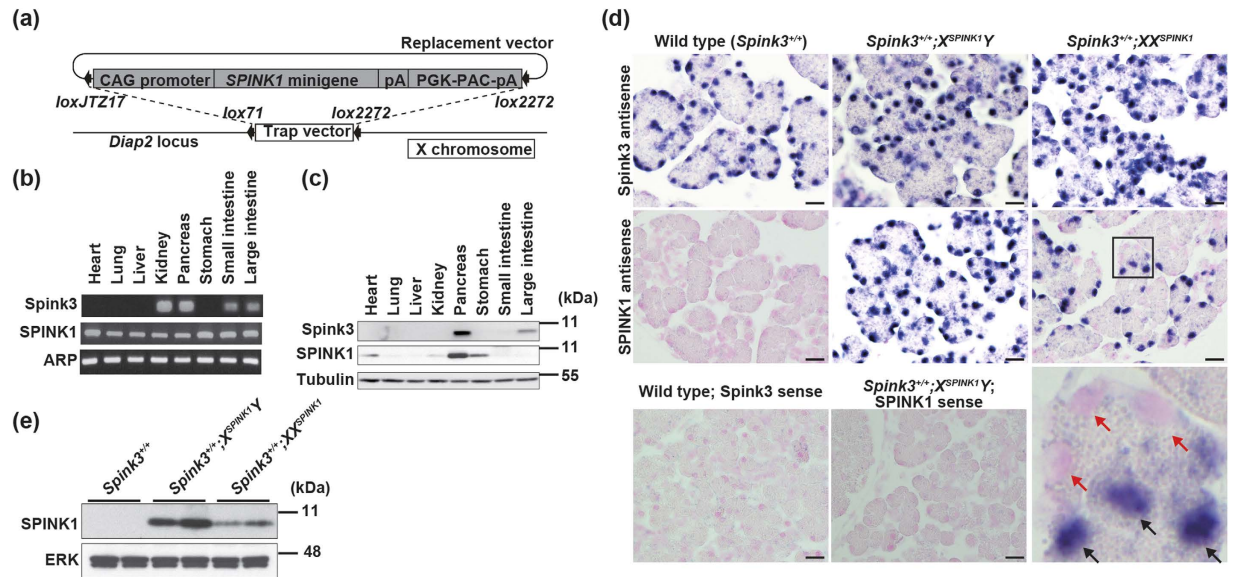 (a)
Replacement vector
CAG promoter SPINK1 minigene pA PGK-PAC-pA
loxJTZ17 lox71 lox2272 lox2272
Trap vector
Diap2 locus
X chromosome
(b)
Heart
Lung
Liver
Kidney
Pancreas
Stomach
Small intestine
Large intestine
Spink3
SPINK1
ARP
(c)
Heart
Lung
Liver
Kidney
Pancreas
Stomach
Small intestine
Large intestine
(kDa)
Spink3 11
SPINK1 11
Tubulin 55
(e)
Spink3+/+
Spink3+/+;XSPINK1Y
Spink3+/+;XXSPINK1
(kDa)
SPINK1 11
ERK 48
(d)
Wild type (Spink3+/+) Spink3+/+;XSPINK1Y Spink3+/+;XXSPINK1
Spink3 antisense
SPINK1 antisense
Wild type; Spink3 sense
Spink3+/+;XSPINK1Y;
SPINK1 sense